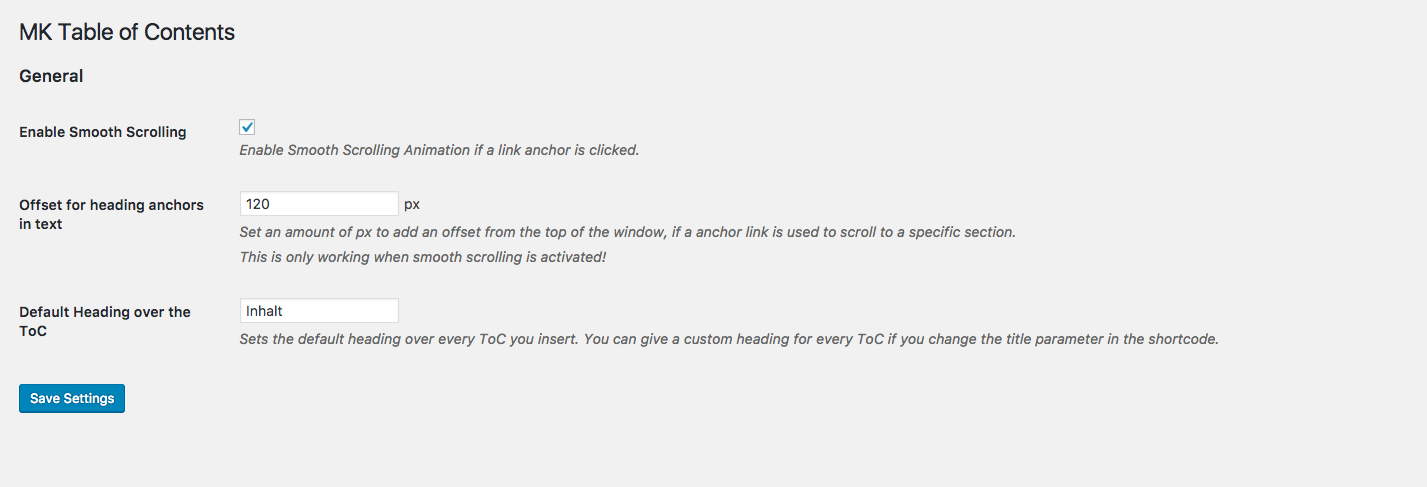 MK Table of Contents
General
Enable Smooth Scrolling
Enable Smooth Scrolling Animation if a link anchor is clicked.
Offset for heading anchors
in text
120 px
Set an amount of px to add an offset from the top of the window, if a anchor link is used to scroll to a specific section.
This is only working when smooth scrolling is activated!
Default Heading over the
ToC
Inhalt
Sets the default heading over every ToC you insert. You can give a custom heading for every ToC if you change the title parameter in the shortcode.
Save Settings